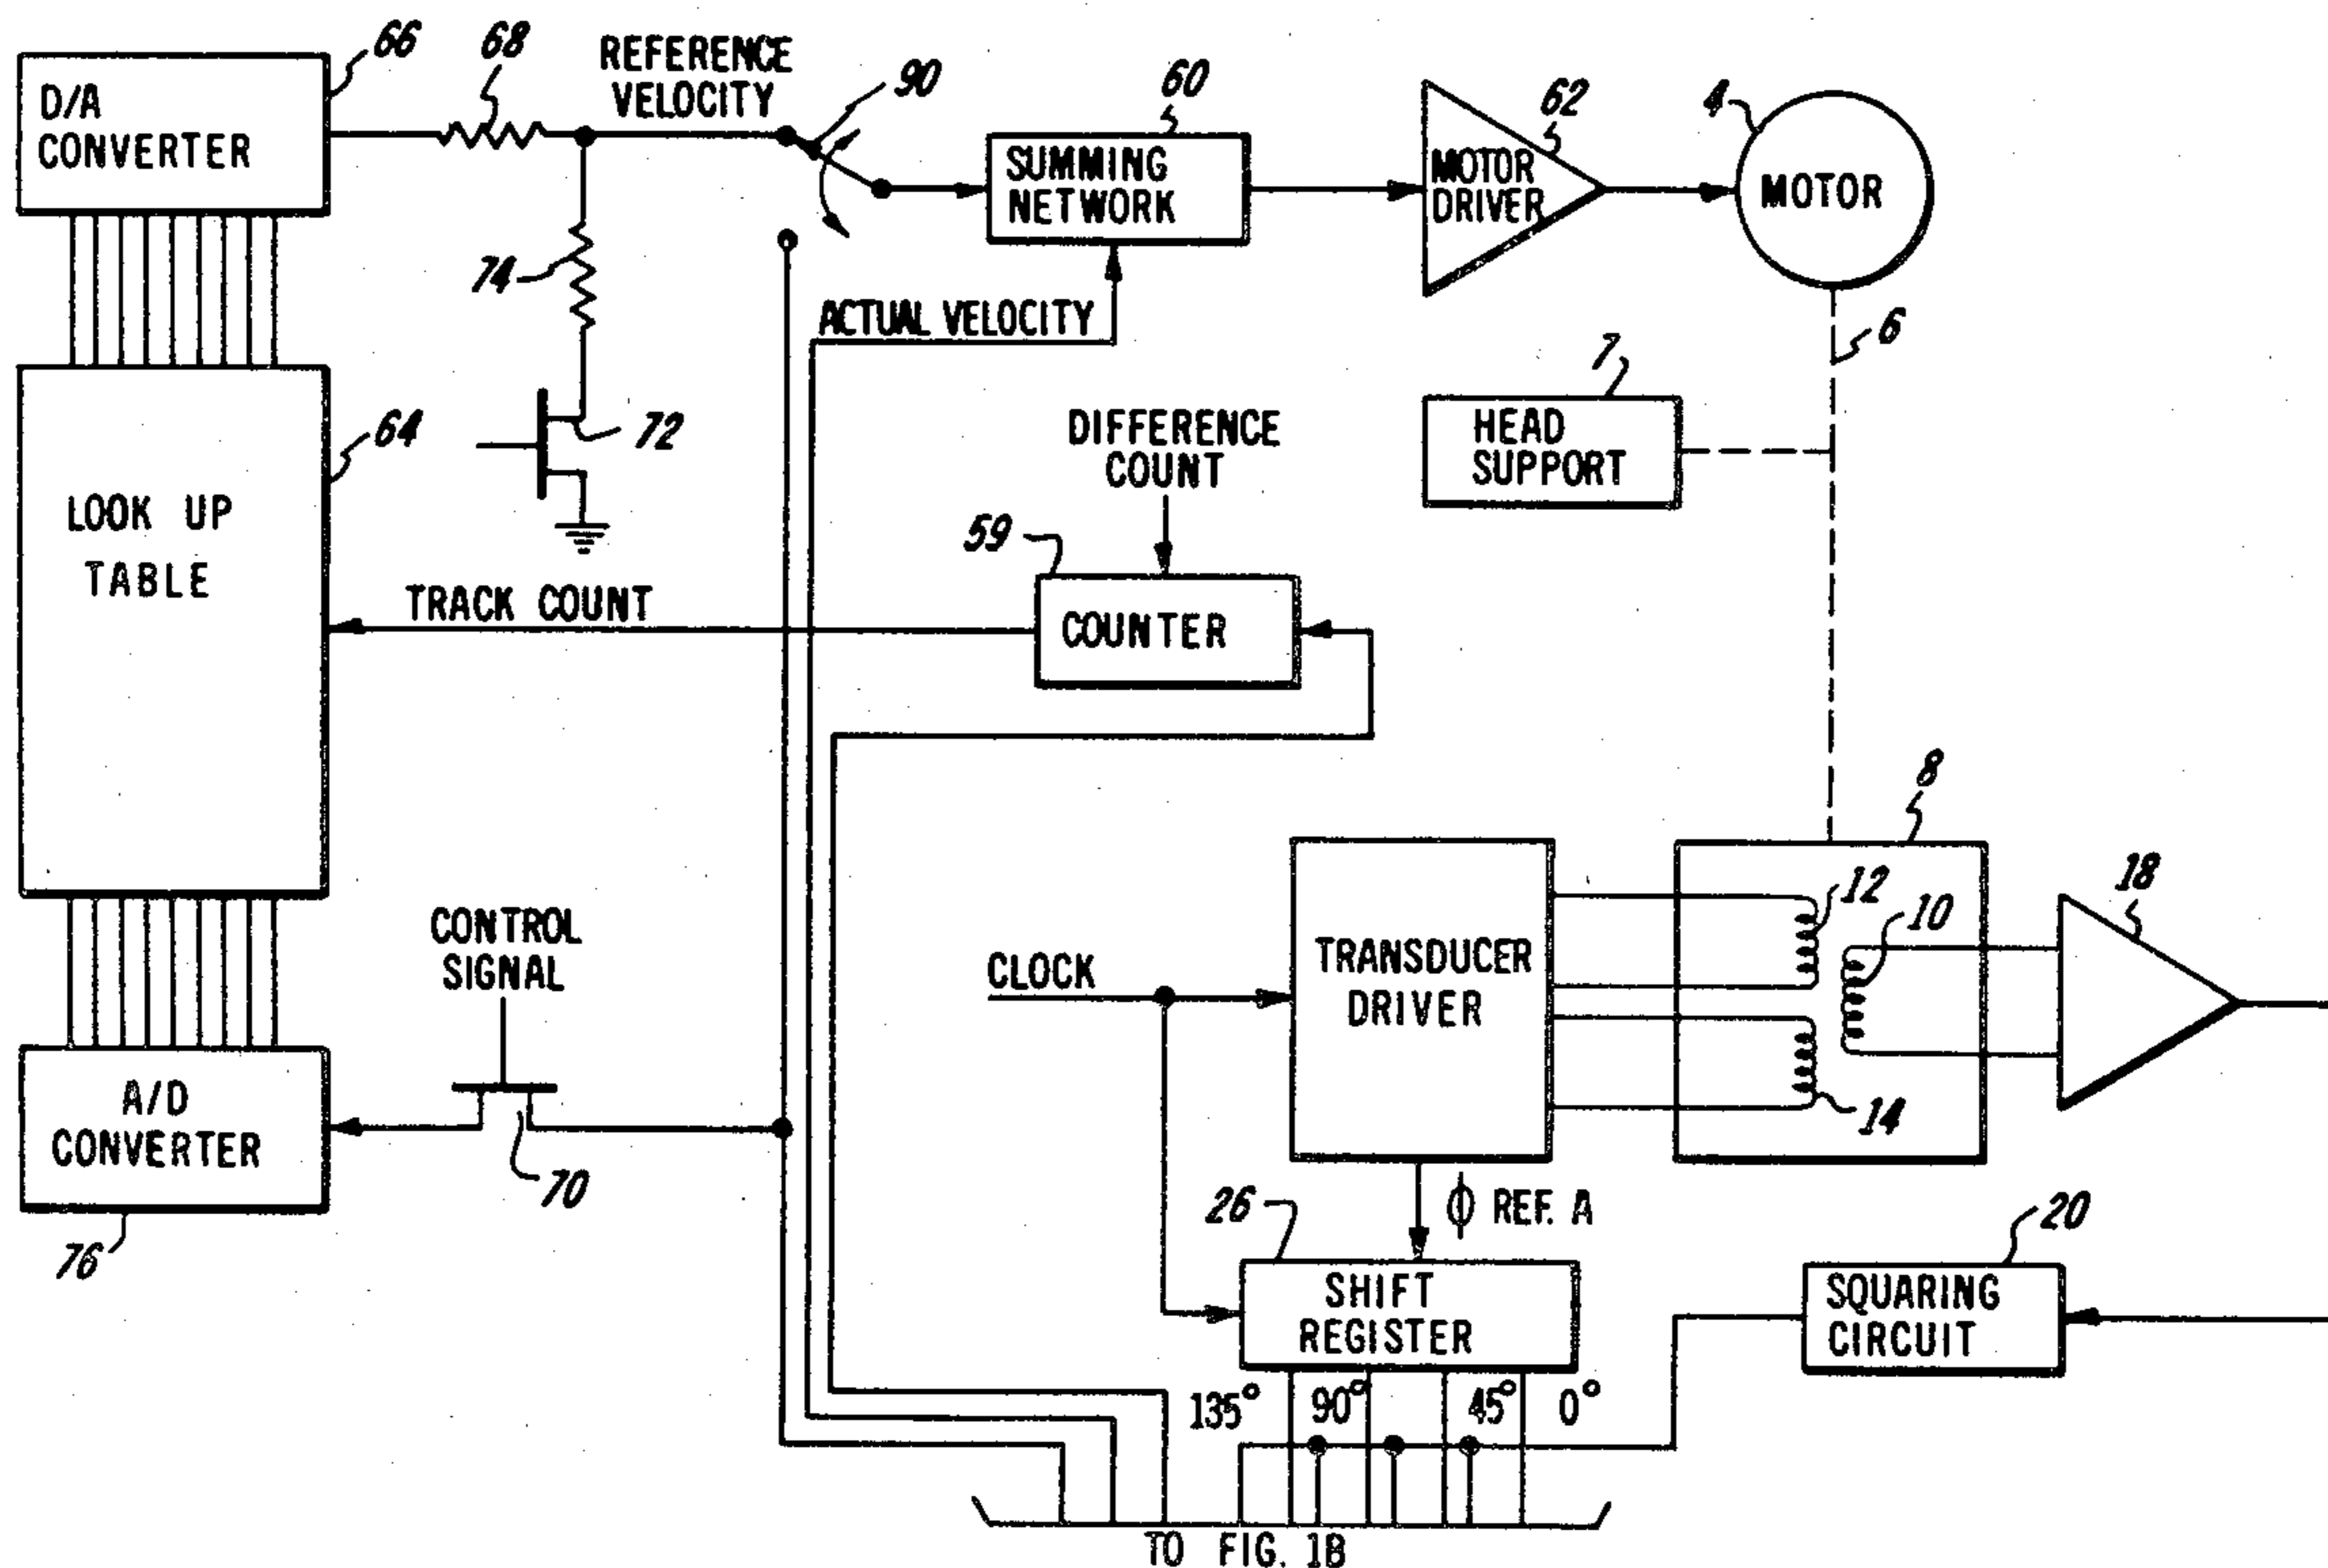 66
68
REFERENCE
VELOCITY
90
60
62
4
D/A
CONVERTER
SUMMING
NETWORK
MOTOR
DRIVER
MOTOR
74
ACTUAL VELOCITY
6
7
64
72
DIFFERENCE
COUNT
HEAD
SUPPORT
LOOK UP
TABLE
59
TRACK COUNT
COUNTER
8
12
10
18
CONTROL
SIGNAL
CLOCK
TRANSDUCER
DRIVER
A/D
CONVERTER
14
70
76
26
ϕ REF. A
20
SHIFT
REGISTER
SQUARING
CIRCUIT
135° 90° 45° 0°
TO FIG. 1B